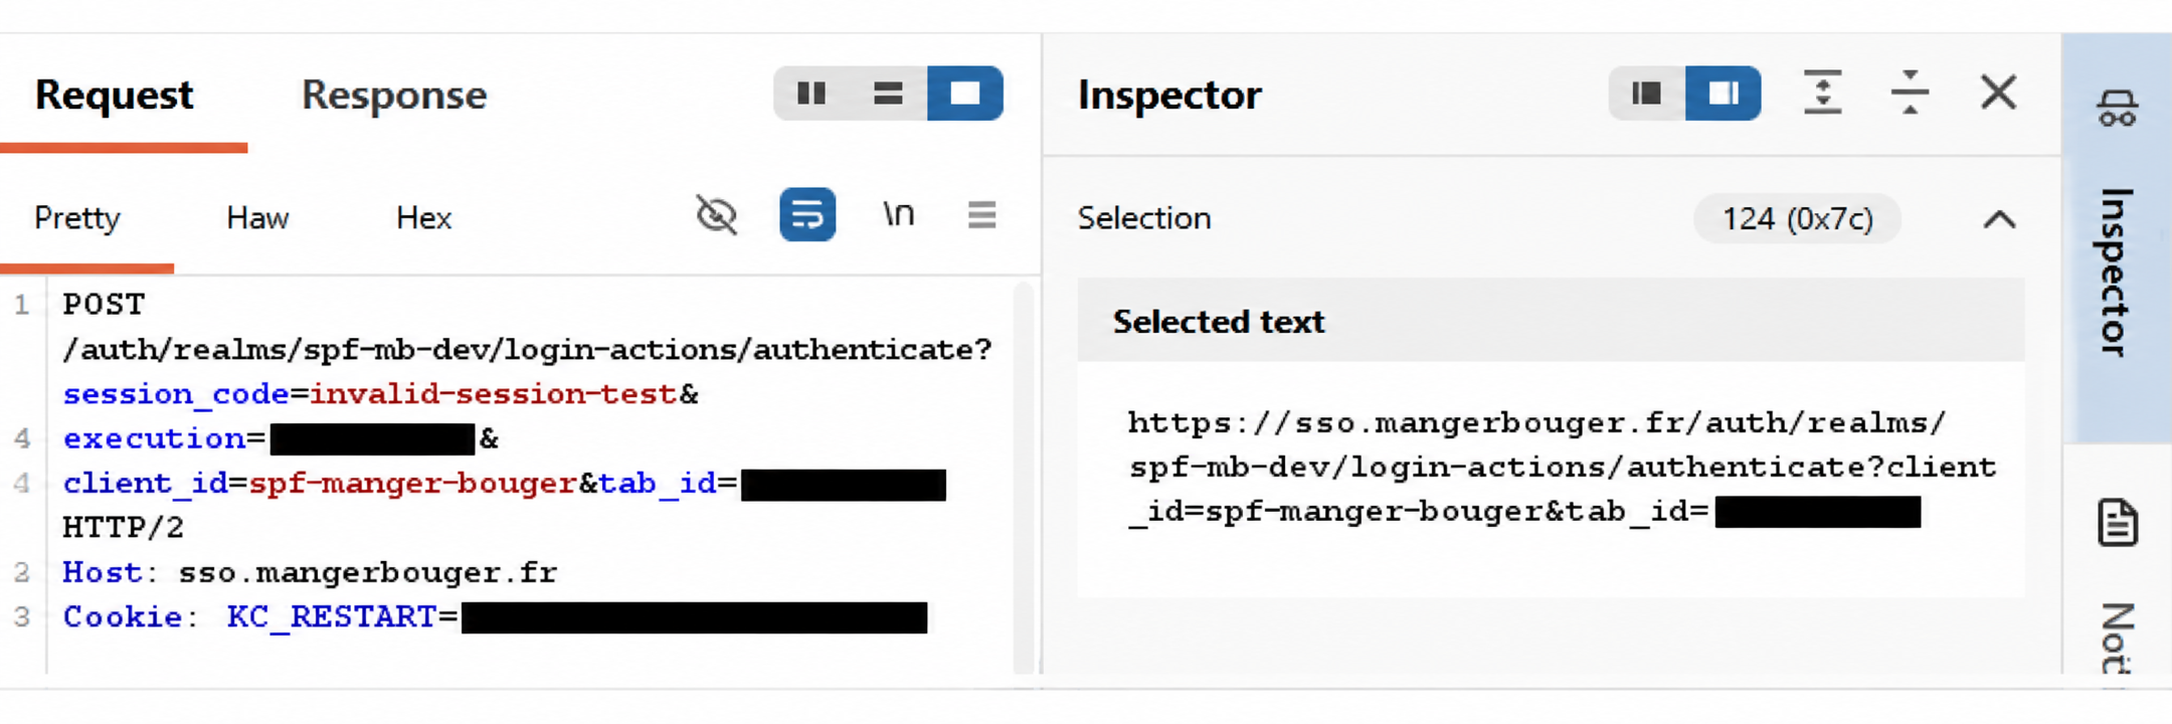 Request Response
Inspector
Pretty Haw Hex \n
Selection 124 (0x7c)
1 POST
/auth/realms/spf-mb-dev/login-actions/authenticate?
session_code=invalid-session-test&
4 execution= &
4 client_id=spf-manger-bouger&tab_id=
HTTP/2
2 Host: sso.mangerbouger.fr
3 Cookie: KC_RESTART=
Selected text
https://sso.mangerbouger.fr/auth/realms/
spf-mb-dev/login-actions/authenticate?client
_id=spf-manger-bouger&tab_id=
Inspector